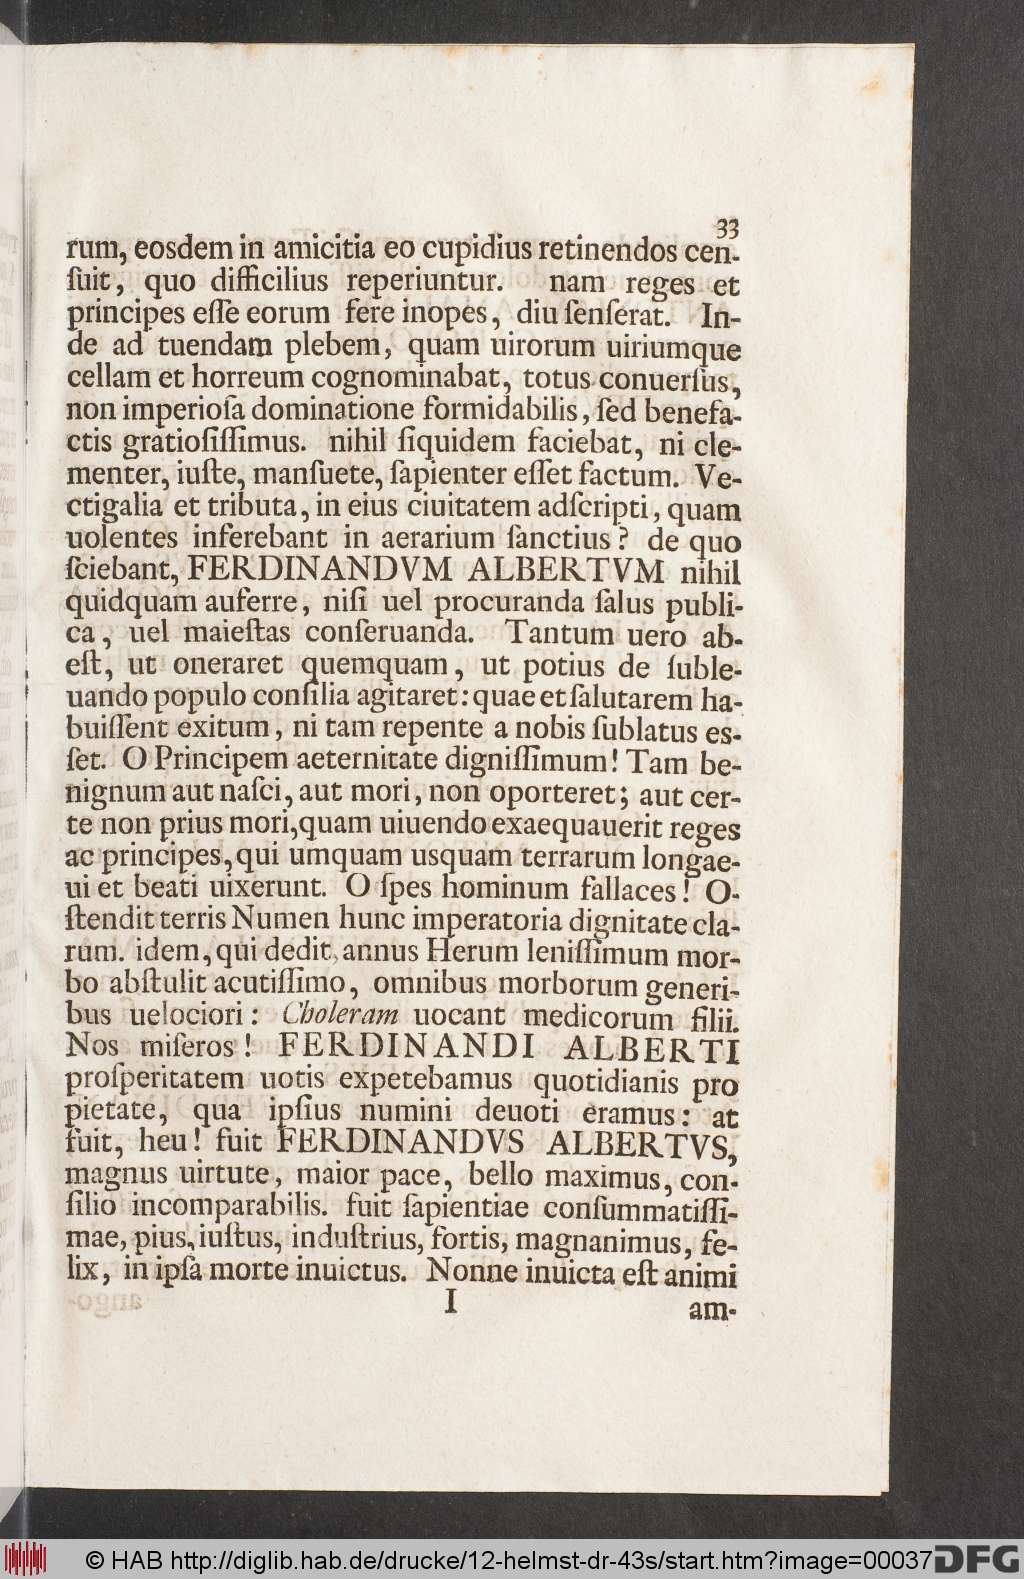 33
rum, eosdem in amicitia eo cupidius retinendos cen-
ſuit, quo difficilius reperiuntur. nam reges et
principes eſſe eorum fere inopes, diu ſenſerat. In-
de ad tuendam plebem, quam uirorum uiriumque
cellam et horreum cognominabat, totus conuerſus,
non imperioſa dominatione formidabilis, ſed benefa-
ctis gratioſiſſimus. nihil ſiquidem faciebat, ni cle-
menter, iuſte, manſuete, ſapienter eſſet factum. Ve-
ctigalia et tributa, in eius ciuitatem adſcripti, quam
uolentes inferebant in aerarium ſanctius? de quo
ſciebant, FERDINANDVM ALBERTVM nihil
quidquam auferre, niſi uel procuranda ſalus publi-
ca, uel maieſtas conſeruanda. Tantum uero ab-
eſt, ut oneraret quemquam, ut potius de ſuble-
uando populo conſilia agitaret: quae et ſalutarem ha-
buiſſent exitum, ni tam repente a nobis ſublatus es-
ſet. O Principem aeternitate digniſſimum! Tam be-
nignum aut naſci, aut mori, non oporteret; aut cer-
te non prius mori, quam uiuendo exaequauerit reges
ac principes, qui umquam usquam terrarum longae-
ui et beati uixerunt. O ſpes hominum fallaces! O-
ſtendit terris Numen hunc imperatoria dignitate cla-
rum. idem, qui dedit, annus Herum leniſſimum mor-
bo abſtulit acutiſſimo, omnibus morborum generi-
bus uelociori: Choleram uocant medicorum filii.
Nos miſeros! FERDINANDI ALBERTI
proſperitatem uotis expetebamus quotidianis pro
pietate, qua ipſius numini deuoti eramus: at
fuit, heu! fuit FERDINANDVS ALBERTVS,
magnus uirtute, maior pace, bello maximus, con-
ſilio incomparabilis. fuit ſapientiae conſummatiſſi-
mae, pius, iuſtus, induſtrius, fortis, magnanimus, fe-
lix, in ipſa morte inuictus. Nonne inuicta eſt animi
I
am-
© HAB http://diglib.hab.de/drucke/12-helmst-dr-43s/start.htm?image=00037
DFG